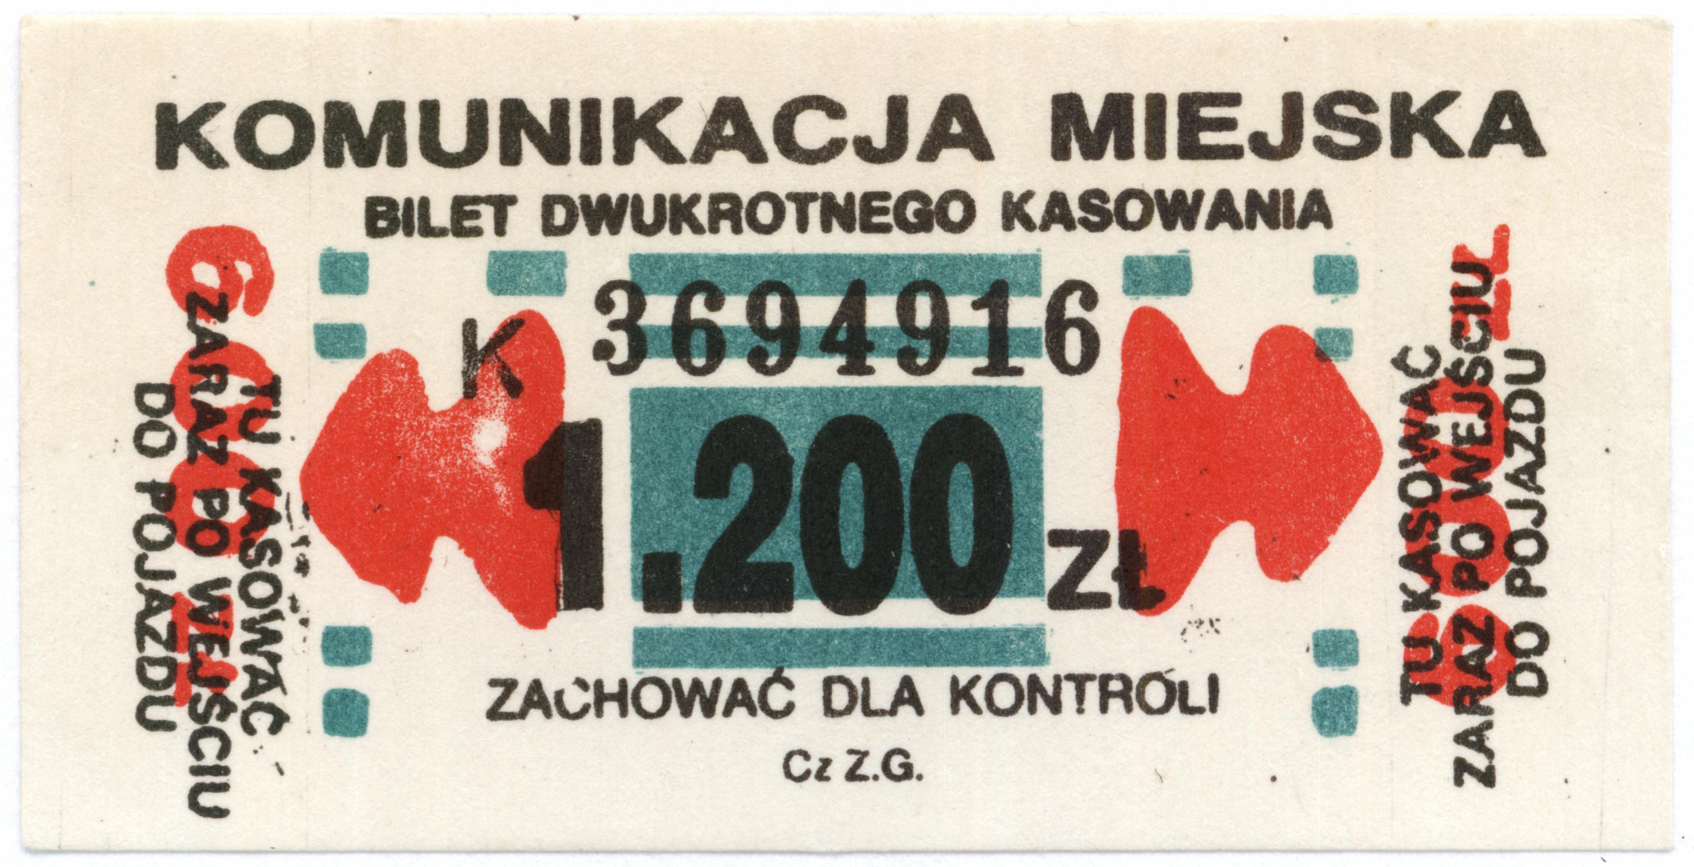 KOMUNIKACJA MIEJSKA
BILET DWUKROTNEGO KASOWANIA
K 3694916
1.200 ZŁ
ZACHOWAĆ DLA KONTROLI
Cz Z.G.
TU KASOWAĆ
ZARAZ PO WEJŚCIU
DO POJAZDU
TU KASOWAĆ
ZARAZ PO WEJŚCIU
DO POJAZDU